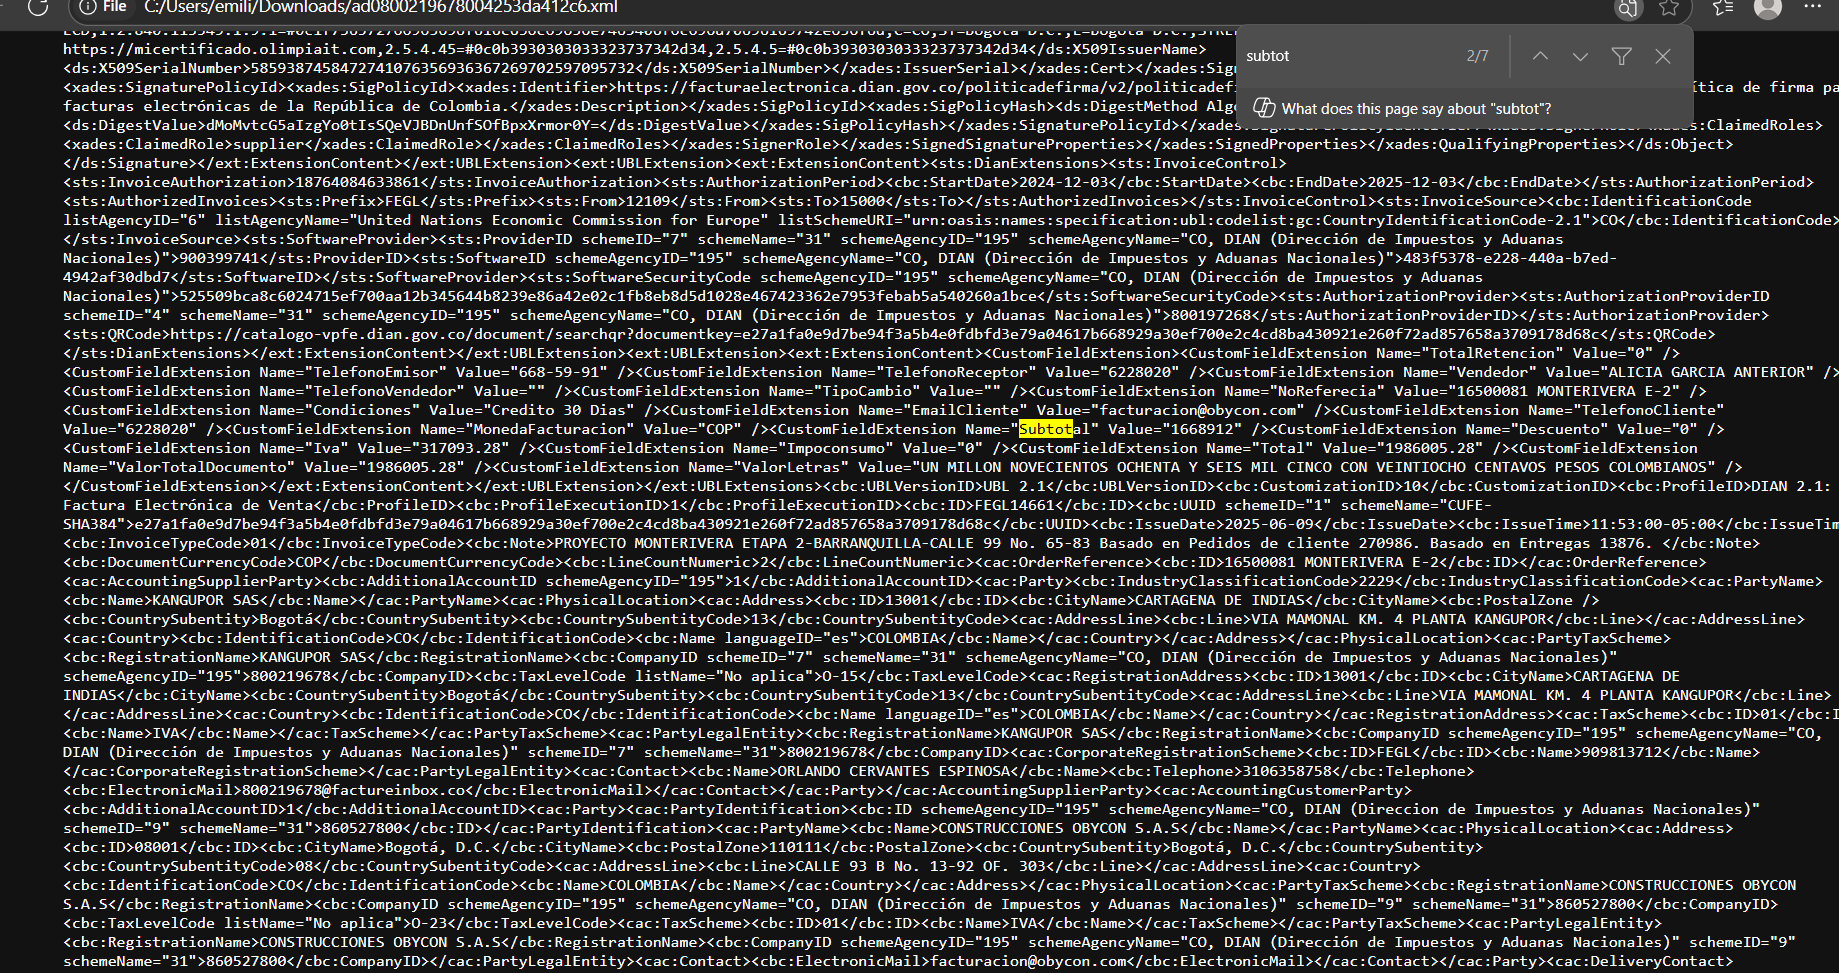 File C:/Users/emili/Downloads/ad0800219678004253da412c6.xml
subtot 2/7
What does this page say about "subtot"?
https://micertificado.olimpiait.com,2.5.4.45=#0c0b3930303033323737342d34,2.5.4.5=#0c0b3930303033323737342d34</ds:X509IssuerName>
<ds:X509SerialNumber>5859387458472741076356936367269702597095732</ds:X509SerialNumber></xades:IssuerSerial></xades:Cert></xades:Sig
<xades:SignaturePolicyId><xades:SigPolicyId><xades:Identifier>https://facturaelectronica.dian.gov.co/politicadefirma/v2/politicadefi ítica de firma pa
facturas electrónicas de la República de Colombia.</xades:Description></xades:SigPolicyId><xades:SigPolicyHash><ds:DigestMethod Algo
<ds:DigestValue>dMoMvtcG5aIzgYo0tIsSQeVJBDnUnfSOfBpxXrmor0Y=</ds:DigestValue></xades:SigPolicyHash></xades:SignaturePolicyId> xades:ClaimedRoles>
<xades:ClaimedRole>supplier</xades:ClaimedRole></xades:ClaimedRoles></xades:SignerRole></xades:SignedSignatureProperties></xades:SignedProperties></xades:QualifyingProperties></ds:Object>
</ds:Signature></ext:ExtensionContent></ext:UBLExtension><ext:UBLExtension><ext:ExtensionContent><sts:DianExtensions><sts:InvoiceControl>
<sts:InvoiceAuthorization>18764084633861</sts:InvoiceAuthorization><sts:AuthorizationPeriod><cbc:StartDate>2024-12-03</cbc:StartDate><cbc:EndDate>2025-12-03</cbc:EndDate></sts:AuthorizationPeriod>
<sts:AuthorizedInvoices><sts:Prefix>FEGL</sts:Prefix><sts:From>12109</sts:From><sts:To>15000</sts:To></sts:AuthorizedInvoices></sts:InvoiceControl><sts:InvoiceSource><cbc:IdentificationCode
listAgencyID="6" listAgencyName="United Nations Economic Commission for Europe" listSchemeURI="urn:oasis:names:specification:ubl:codelist:gc:CountryIdentificationCode-2.1">CO</cbc:IdentificationCode>
</sts:InvoiceSource><sts:SoftwareProvider><sts:ProviderID schemeID="7" schemeName="31" schemeAgencyID="195" schemeAgencyName="CO, DIAN (Dirección de Impuestos y Aduanas
Nacionales)">900399741</sts:ProviderID><sts:SoftwareID schemeAgencyID="195" schemeAgencyName="CO, DIAN (Dirección de Impuestos y Aduanas Nacionales)">483f5378-e228-440a-b7ed-
4942af30dbd7</sts:SoftwareID></sts:SoftwareProvider><sts:SoftwareSecurityCode schemeAgencyID="195" schemeAgencyName="CO, DIAN (Dirección de Impuestos y Aduanas
Nacionales)">525509bca8c6024715ef700aa12b345644b8239e86a42e02c1fb8eb8d5d1028e467423362e7953febab5a540260a1bce</sts:SoftwareSecurityCode><sts:AuthorizationProvider><sts:AuthorizationProviderID
schemeID="4" schemeName="31" schemeAgencyID="195" schemeAgencyName="CO, DIAN (Dirección de Impuestos y Aduanas Nacionales)">800197268</sts:AuthorizationProviderID></sts:AuthorizationProvider>
<sts:QRCode>https://catalogo-vpfe.dian.gov.co/document/searchqr?documentkey=e27a1fa0e9d7be94f3a5b4e0fdbfd3e79a04617b668929a30ef700e2c4cd8ba430921e260f72ad857658a3709178d68c</sts:QRCode>
</sts:DianExtensions></ext:ExtensionContent></ext:UBLExtension><ext:UBLExtension><ext:ExtensionContent><CustomFieldExtension><CustomFieldExtension Name="TotalRetencion" Value="0" />
<CustomFieldExtension Name="TelefonoEmisor" Value="668-59-91" /><CustomFieldExtension Name="TelefonoReceptor" Value="6228020" /><CustomFieldExtension Name="Vendedor" Value="ALICIA GARCIA ANTERIOR" />
<CustomFieldExtension Name="TelefonoVendedor" Value="" /><CustomFieldExtension Name="TipoCambio" Value="" /><CustomFieldExtension Name="NoReferecia" Value="16500081 MONTERIVERA E-2" />
<CustomFieldExtension Name="Condiciones" Value="Credito 30 Dias" /><CustomFieldExtension Name="EmailCliente" Value="facturacion@obycon.com" /><CustomFieldExtension Name="TelefonoCliente"
Value="6228020" /><CustomFieldExtension Name="MonedaFacturacion" Value="COP" /><CustomFieldExtension Name="Subtotal" Value="1668912" /><CustomFieldExtension Name="Descuento" Value="0" />
<CustomFieldExtension Name="Iva" Value="317093.28" /><CustomFieldExtension Name="Impoconsumo" Value="0" /><CustomFieldExtension Name="Total" Value="1986005.28" /><CustomFieldExtension
Name="ValorTotalDocumento" Value="1986005.28" /><CustomFieldExtension Name="ValorLetras" Value="UN MILLON NOVECIENTOS OCHENTA Y SEIS MIL CINCO CON VEINTIOCHO CENTAVOS PESOS COLOMBIANOS" />
</CustomFieldExtension></ext:ExtensionContent></ext:UBLExtension></ext:UBLExtensions><cbc:UBLVersionID>UBL 2.1</cbc:UBLVersionID><cbc:CustomizationID>10</cbc:CustomizationID><cbc:ProfileID>DIAN 2.1:
Factura Electrónica de Venta</cbc:ProfileID><cbc:ProfileExecutionID>1</cbc:ProfileExecutionID><cbc:ID>FEGL14661</cbc:ID><cbc:UUID schemeID="1" schemeName="CUFE-
SHA384">e27a1fa0e9d7be94f3a5b4e0fdbfd3e79a04617b668929a30ef700e2c4cd8ba430921e260f72ad857658a3709178d68c</cbc:UUID><cbc:IssueDate>2025-06-09</cbc:IssueDate><cbc:IssueTime>11:53:00-05:00</cbc:IssueTim
<cbc:InvoiceTypeCode>01</cbc:InvoiceTypeCode><cbc:Note>PROYECTO MONTERIVERA ETAPA 2-BARRANQUILLA-CALLE 99 No. 65-83 Basado en Pedidos de cliente 270986. Basado en Entregas 13876. </cbc:Note>
<cbc:DocumentCurrencyCode>COP</cbc:DocumentCurrencyCode><cbc:LineCountNumeric>2</cbc:LineCountNumeric><cac:OrderReference><cbc:ID>16500081 MONTERIVERA E-2</cbc:ID></cac:OrderReference>
<cac:AccountingSupplierParty><cbc:AdditionalAccountID schemeAgencyID="195">1</cbc:AdditionalAccountID><cac:Party><cbc:IndustryClassificationCode>2229</cbc:IndustryClassificationCode><cac:PartyName>
<cbc:Name>KANGUPOR SAS</cbc:Name></cac:PartyName><cac:PhysicalLocation><cac:Address><cbc:ID>13001</cbc:ID><cbc:CityName>CARTAGENA DE INDIAS</cbc:CityName><cbc:PostalZone />
<cbc:CountrySubentity>Bogotá</cbc:CountrySubentity><cbc:CountrySubentityCode>13</cbc:CountrySubentityCode><cac:AddressLine><cbc:Line>VIA MAMONAL KM. 4 PLANTA KANGUPOR</cbc:Line></cac:AddressLine>
<cac:Country><cbc:IdentificationCode>CO</cbc:IdentificationCode><cbc:Name languageID="es">COLOMBIA</cbc:Name></cac:Country></cac:Address></cac:PhysicalLocation><cac:PartyTaxScheme>
<cbc:RegistrationName>KANGUPOR SAS</cbc:RegistrationName><cbc:CompanyID schemeID="7" schemeName="31" schemeAgencyName="CO, DIAN (Dirección de Impuestos y Aduanas Nacionales)"
schemeAgencyID="195">800219678</cbc:CompanyID><cbc:TaxLevelCode listName="No aplica">O-15</cbc:TaxLevelCode><cac:RegistrationAddress><cbc:ID>13001</cbc:ID><cbc:CityName>CARTAGENA DE
INDIAS</cbc:CityName><cbc:CountrySubentity>Bogotá</cbc:CountrySubentity><cbc:CountrySubentityCode>13</cbc:CountrySubentityCode><cac:AddressLine><cbc:Line>VIA MAMONAL KM. 4 PLANTA KANGUPOR</cbc:Line>
</cac:AddressLine><cac:Country><cbc:IdentificationCode>CO</cbc:IdentificationCode><cbc:Name languageID="es">COLOMBIA</cbc:Name></cac:Country></cac:RegistrationAddress><cac:TaxScheme><cbc:ID>01</cbc:I
<cbc:Name>IVA</cbc:Name></cac:TaxScheme></cac:PartyTaxScheme><cac:PartyLegalEntity><cbc:RegistrationName>KANGUPOR SAS</cbc:RegistrationName><cbc:CompanyID schemeAgencyID="195" schemeAgencyName="CO,
DIAN (Dirección de Impuestos y Aduanas Nacionales)" schemeID="7" schemeName="31">800219678</cbc:CompanyID><cac:CorporateRegistrationScheme><cbc:ID>FEGL</cbc:ID><cbc:Name>909813712</cbc:Name>
</cac:CorporateRegistrationScheme></cac:PartyLegalEntity><cac:Contact><cbc:Name>ORLANDO CERVANTES ESPINOSA</cbc:Name><cbc:Telephone>3106358758</cbc:Telephone>
<cbc:ElectronicMail>800219678@factureinbox.co</cbc:ElectronicMail></cac:Contact></cac:Party></cac:AccountingSupplierParty><cac:AccountingCustomerParty>
<cbc:AdditionalAccountID>1</cbc:AdditionalAccountID><cac:Party><cac:PartyIdentification><cbc:ID schemeAgencyID="195" schemeAgencyName="CO, DIAN (Direccion de Impuestos y Aduanas Nacionales)"
schemeID="9" schemeName="31">860527800</cbc:ID></cac:PartyIdentification><cac:PartyName><cbc:Name>CONSTRUCCIONES OBYCON S.A.S</cbc:Name></cac:PartyName><cac:PhysicalLocation><cac:Address>
<cbc:ID>08001</cbc:ID><cbc:CityName>Bogotá, D.C.</cbc:CityName><cbc:PostalZone>110111</cbc:PostalZone><cbc:CountrySubentity>Bogotá, D.C.</cbc:CountrySubentity>
<cbc:CountrySubentityCode>08</cbc:CountrySubentityCode><cac:AddressLine><cbc:Line>CALLE 93 B No. 13-92 OF. 303</cbc:Line></cac:AddressLine><cac:Country>
<cbc:IdentificationCode>CO</cbc:IdentificationCode><cbc:Name>COLOMBIA</cbc:Name></cac:Country></cac:Address></cac:PhysicalLocation><cac:PartyTaxScheme><cbc:RegistrationName>CONSTRUCCIONES OBYCON
S.A.S</cbc:RegistrationName><cbc:CompanyID schemeAgencyID="195" schemeAgencyName="CO, DIAN (Dirección de Impuestos y Aduanas Nacionales)" schemeID="9" schemeName="31">860527800</cbc:CompanyID>
<cbc:TaxLevelCode listName="No aplica">O-23</cbc:TaxLevelCode><cac:TaxScheme><cbc:ID>01</cbc:ID><cbc:Name>IVA</cbc:Name></cac:TaxScheme></cac:PartyTaxScheme><cac:PartyLegalEntity>
<cbc:RegistrationName>CONSTRUCCIONES OBYCON S.A.S</cbc:RegistrationName><cbc:CompanyID schemeAgencyID="195" schemeAgencyName="CO, DIAN (Dirección de Impuestos y Aduanas Nacionales)" schemeID="9"
schemeName="31">860527800</cbc:CompanyID></cac:PartyLegalEntity><cac:Contact><cbc:ElectronicMail>facturacion@obycon.com</cbc:ElectronicMail></cac:Contact></cac:Party><cac:DeliveryContact>